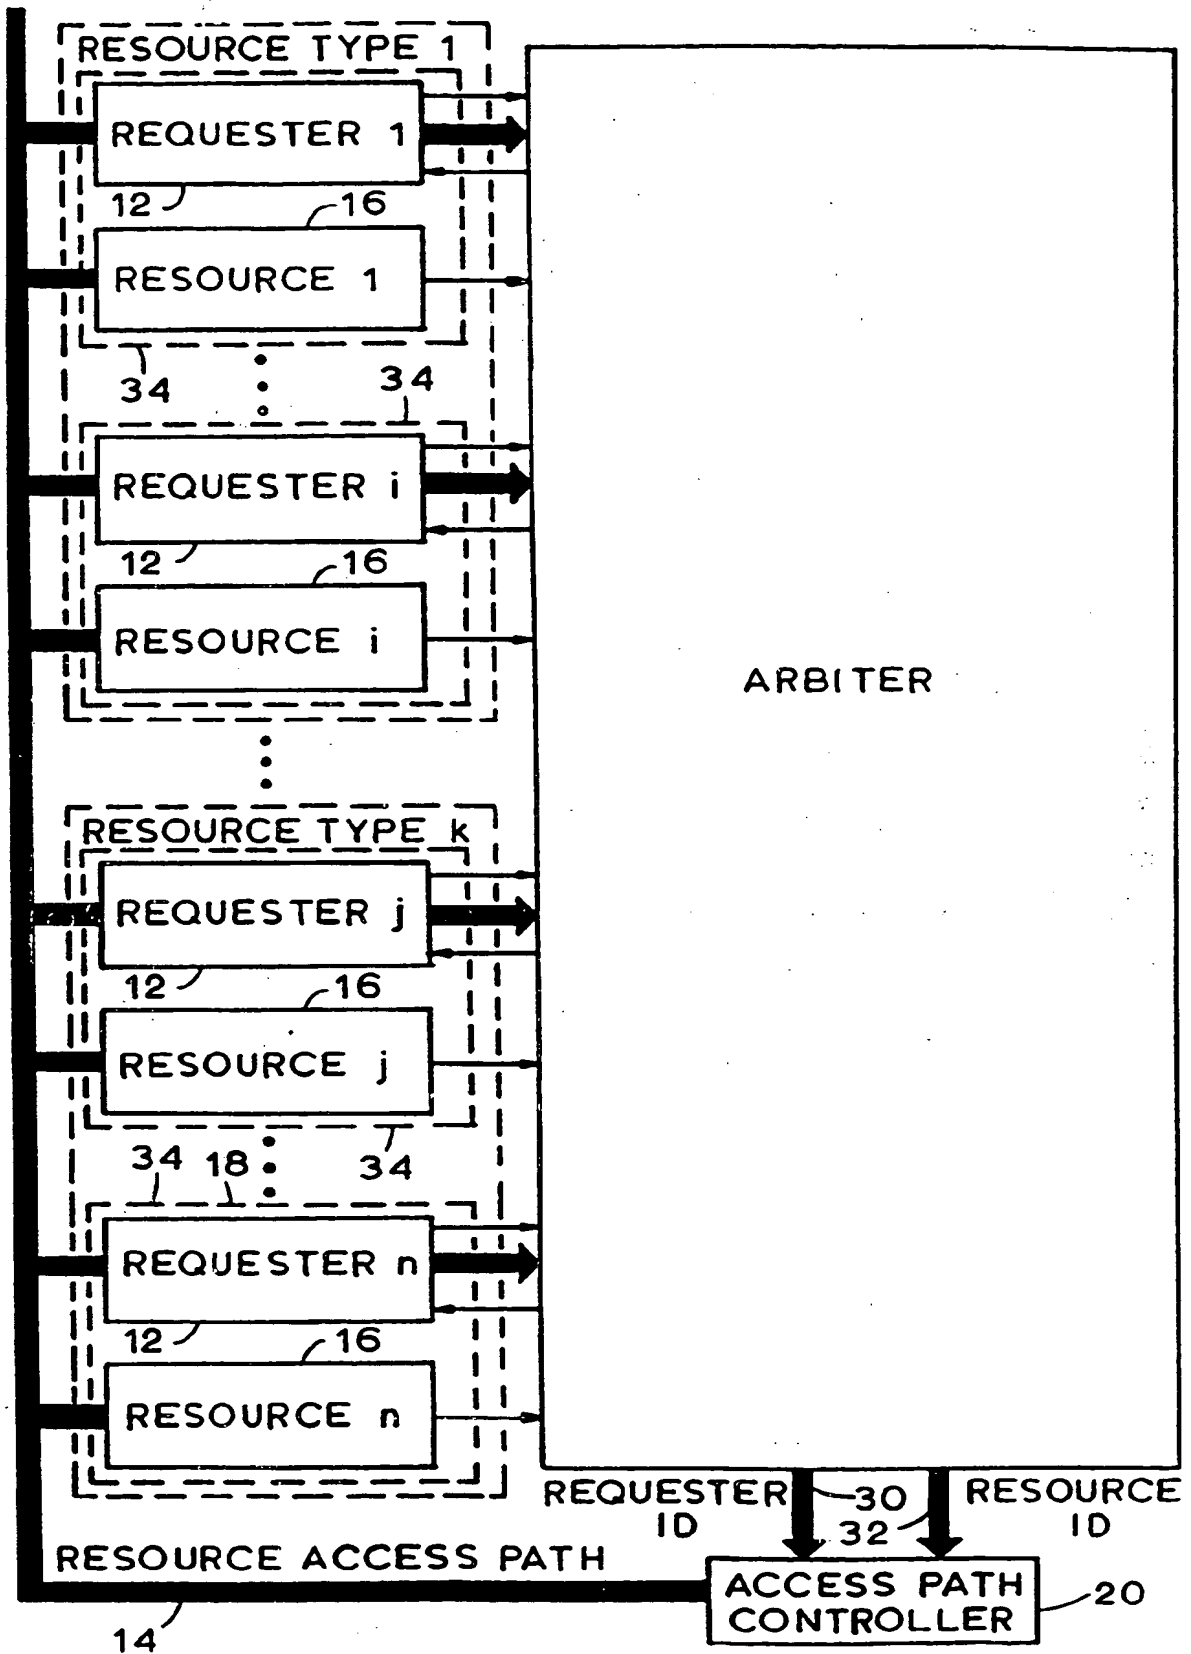 RESOURCE TYPE 1
REQUESTER 1
12
16
RESOURCE 1
34
34
REQUESTER i
12
16
RESOURCE i
ARBITER
RESOURCE TYPE k
REQUESTER j
12
16
RESOURCE j
34
18
34
REQUESTER n
12
16
RESOURCE n
REQUESTER ID
30
32
RESOURCE ID
RESOURCE ACCESS PATH
ACCESS PATH
CONTROLLER
20
14